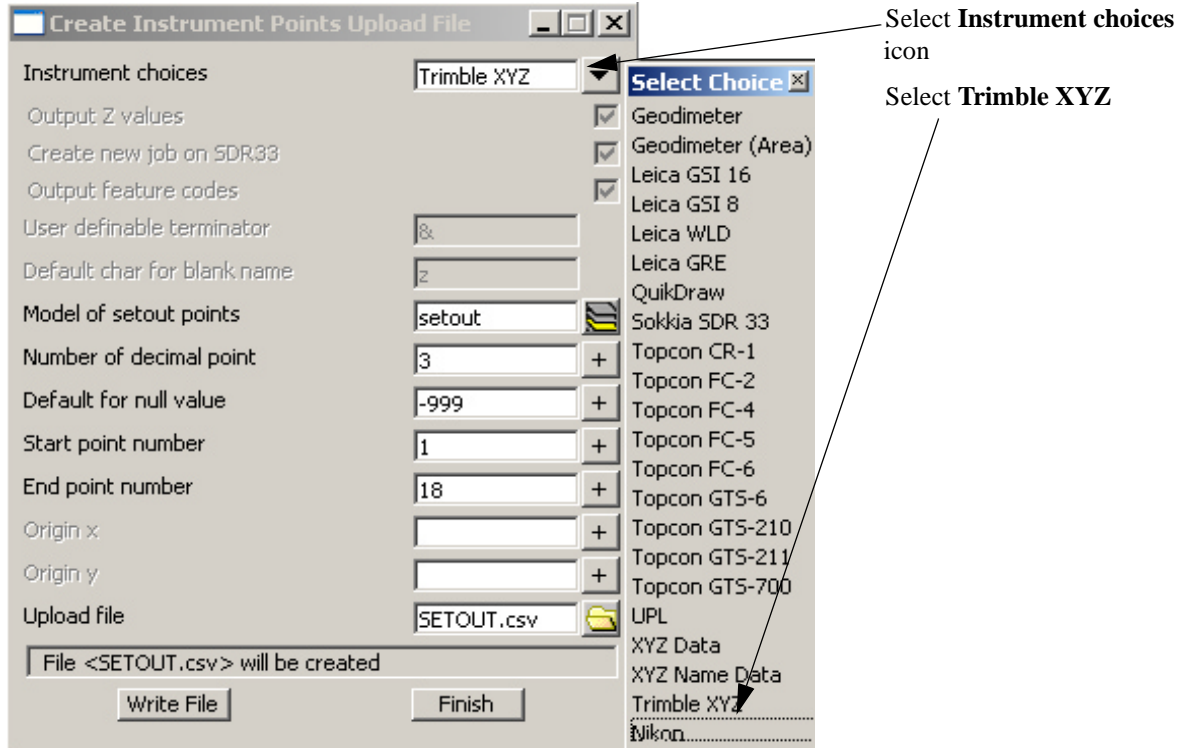 Create Instrument Points Upload File
Instrument choices Trimble XYZ
Output Z values
Create new job on SDR33
Output feature codes
User definable terminator &
Default char for blank name z
Model of setout points setout
Number of decimal point 3 +
Default for null value -999 +
Start point number 1 +
End point number 18 +
Origin x +
Origin y +
Upload file SETOUT.csv
File <SETOUT.csv> will be created
Write File Finish
Select Choice
Geodimeter
Geodimeter (Area)
Leica GSI 16
Leica GSI 8
Leica WLD
Leica GRE
QuikDraw
Sokkia SDR 33
Topcon CR-1
Topcon FC-2
Topcon FC-4
Topcon FC-5
Topcon FC-6
Topcon GTS-6
Topcon GTS-210
Topcon GTS-211
Topcon GTS-700
UPL
XYZ Data
XYZ Name Data
Trimble XYZ
Nikon
Select Instrument choices
icon
Select Trimble XYZ